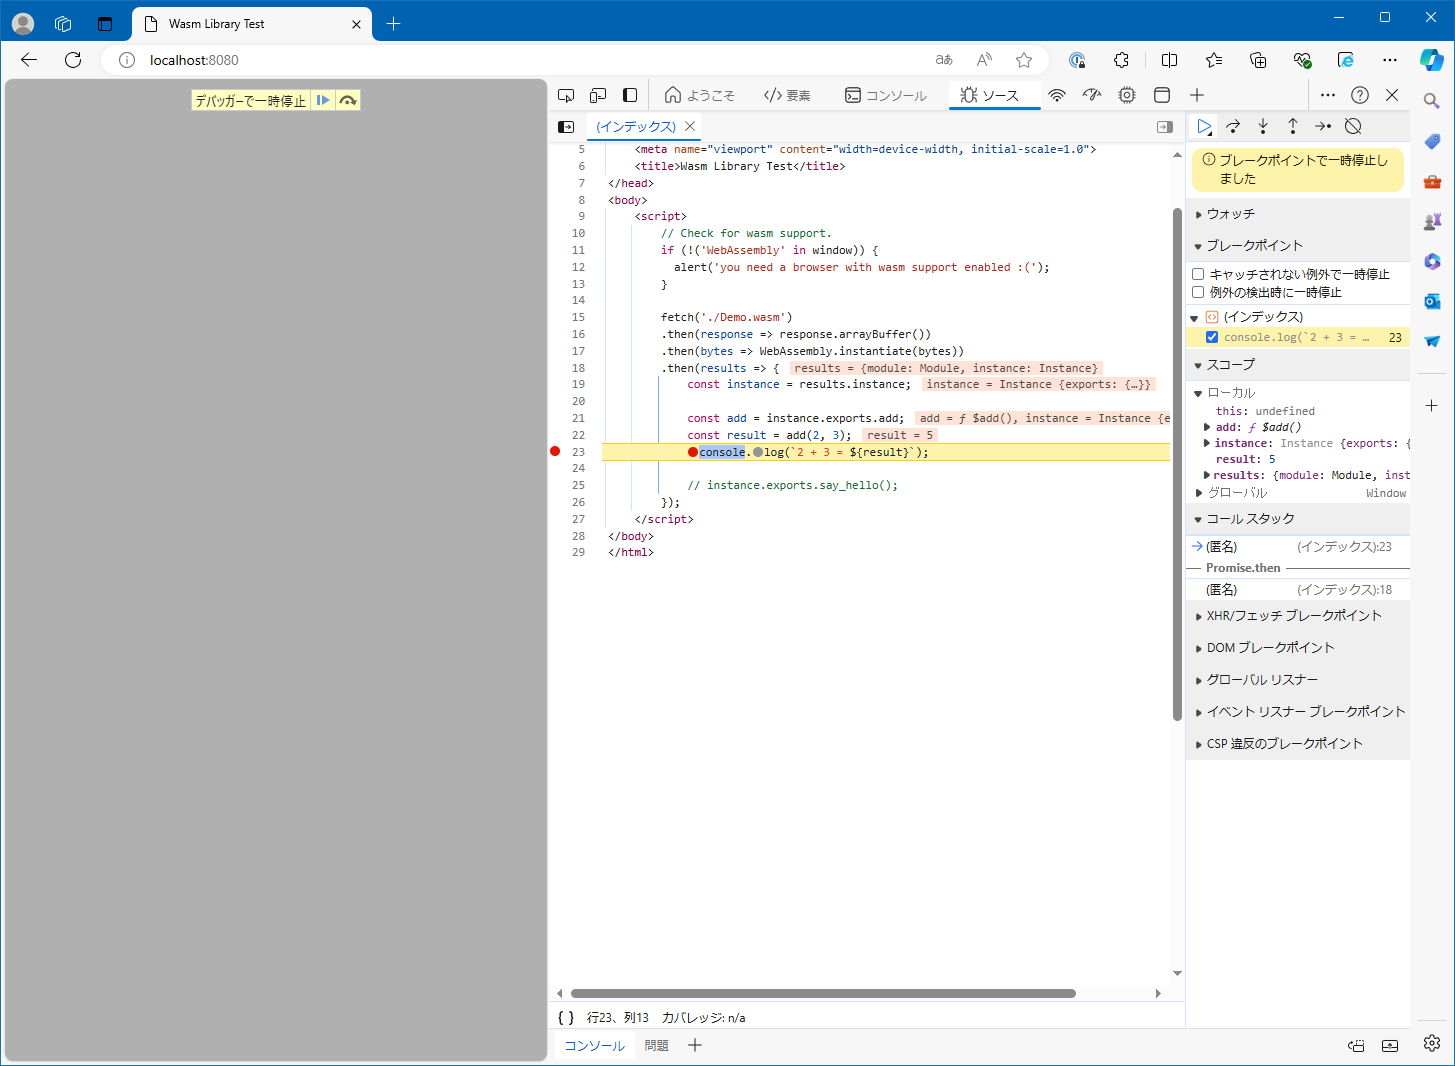 Wasm Library Test
localhost:8080
デバッガーで一時停止
ようこそ
要素
コンソール
ソース
(インデックス)
5 <meta name="viewport" content="width=device-width, initial-scale=1.0">
6 <title>Wasm Library Test</title>
7 </head>
8 <body>
9 <script>
10 // Check for wasm support.
11 if (!('WebAssembly' in window)) {
12 alert('you need a browser with wasm support enabled :(');
13 }
14
15 fetch('./Demo.wasm')
16 .then(response => response.arrayBuffer())
17 .then(bytes => WebAssembly.instantiate(bytes))
18 .then(results => { results = {module: Module, instance: Instance}
19 const instance = results.instance; instance = Instance {exports: {…}}
20
21 const add = instance.exports.add; add = ƒ $add(), instance = Instance {e
22 const result = add(2, 3); result = 5
23 console.log(`2 + 3 = ${result}`);
24
25 // instance.exports.say_hello();
26 });
27 </script>
28 </body>
29 </html>
{ } 行23、列13 カバレッジ: n/a
コンソール 問題
ブレークポイントで一時停止し
ました
ウォッチ
ブレークポイント
キャッチされない例外で一時停止
例外の検出時に一時停止
(インデックス)
console.log(`2 + 3 = … 23
スコープ
ローカル
this: undefined
add: ƒ $add()
instance: Instance {exports: {
result: 5
results: {module: Module, inst
グローバル Window
コール スタック
(匿名) (インデックス):23
Promise.then
(匿名) (インデックス):18
XHR/フェッチ ブレークポイント
DOM ブレークポイント
グローバル リスナー
イベント リスナー ブレークポイント
CSP 違反のブレークポイント